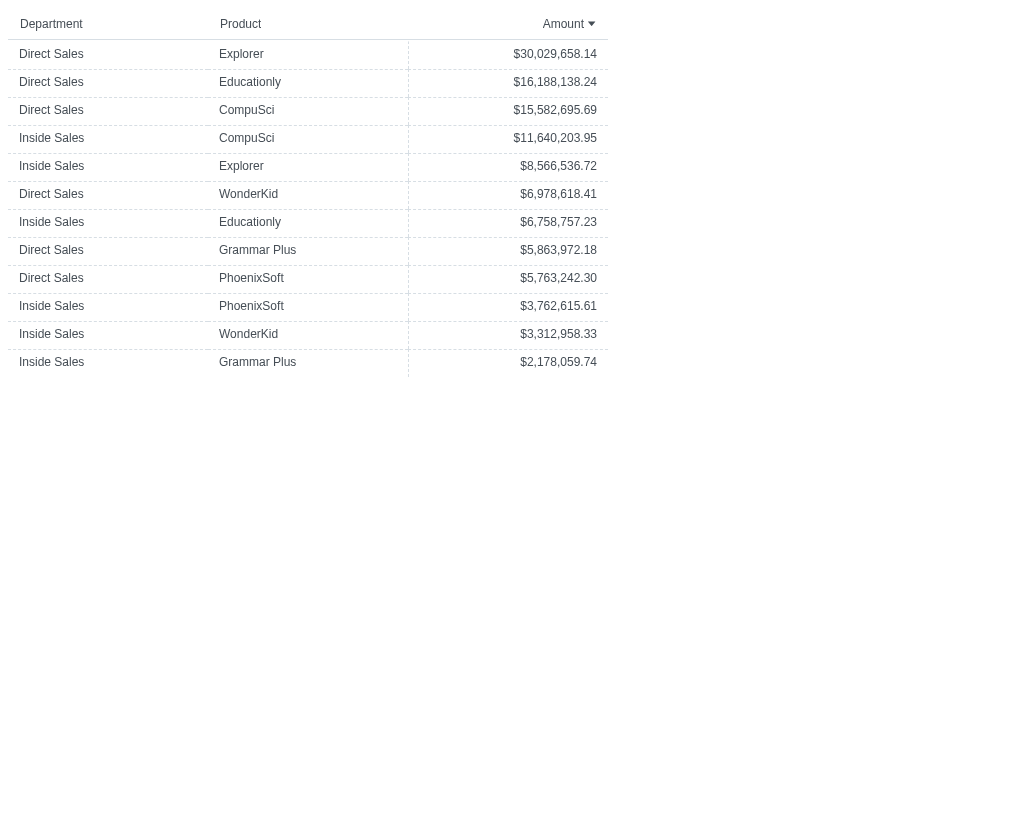 Department Product Amount
Direct Sales Explorer $30,029,658.14
Direct Sales Educationly $16,188,138.24
Direct Sales CompuSci $15,582,695.69
Inside Sales CompuSci $11,640,203.95
Inside Sales Explorer $8,566,536.72
Direct Sales WonderKid $6,978,618.41
Inside Sales Educationly $6,758,757.23
Direct Sales Grammar Plus $5,863,972.18
Direct Sales PhoenixSoft $5,763,242.30
Inside Sales PhoenixSoft $3,762,615.61
Inside Sales WonderKid $3,312,958.33
Inside Sales Grammar Plus $2,178,059.74